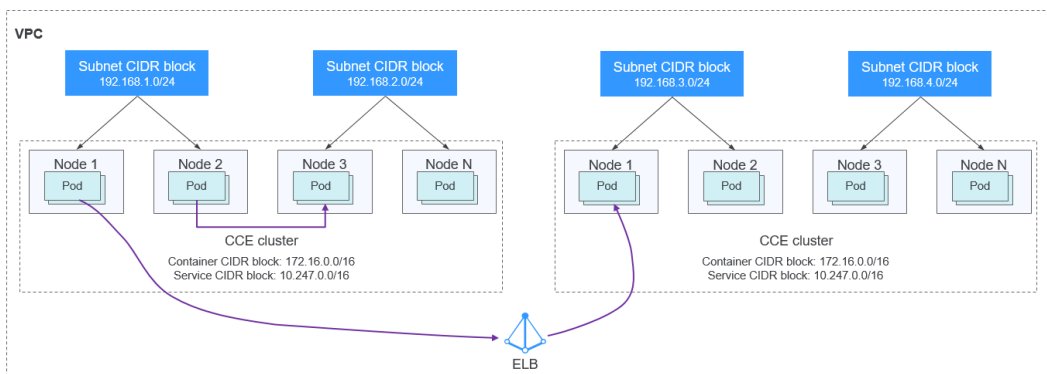 VPC
Subnet CIDR block
192.168.1.0/24
Subnet CIDR block
192.168.2.0/24
Subnet CIDR block
192.168.3.0/24
Subnet CIDR block
192.168.4.0/24
Node 1
Pod
Node 2
Pod
Node 3
Pod
Node N
Pod
CCE cluster
Container CIDR block: 172.16.0.0/16
Service CIDR block: 10.247.0.0/16
Node 1
Pod
Node 2
Pod
Node 3
Pod
Node N
Pod
CCE cluster
Container CIDR block: 172.16.0.0/16
Service CIDR block: 10.247.0.0/16
ELB